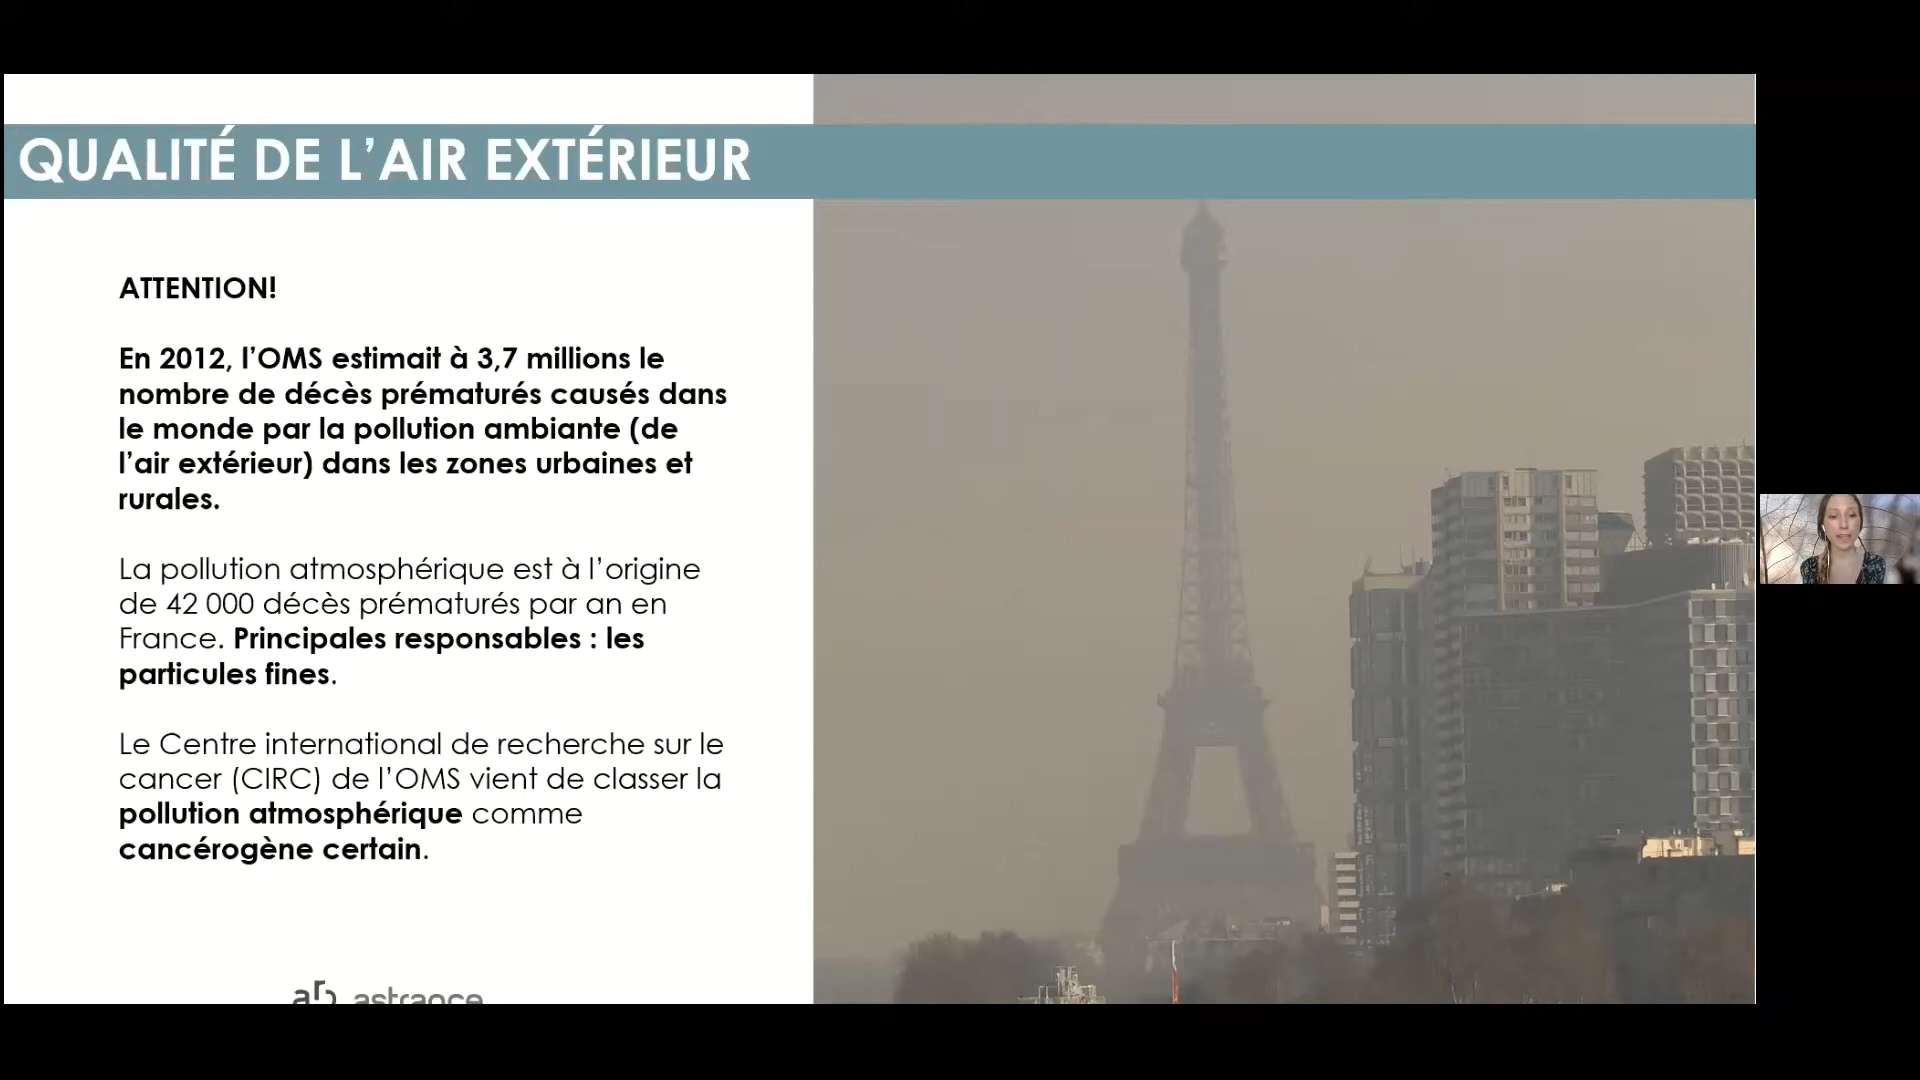 QUALITÉ DE L’AIR EXTÉRIEUR
ATTENTION!
En 2012, l’OMS estimait à 3,7 millions le
nombre de décès prématurés causés dans
le monde par la pollution ambiante (de
l’air extérieur) dans les zones urbaines et
rurales.
La pollution atmosphérique est à l’origine
de 42 000 décès prématurés par an en
France. Principales responsables : les
particules fines.
Le Centre international de recherche sur le
cancer (CIRC) de l’OMS vient de classer la
pollution atmosphérique comme
cancérogène certain.
astrance